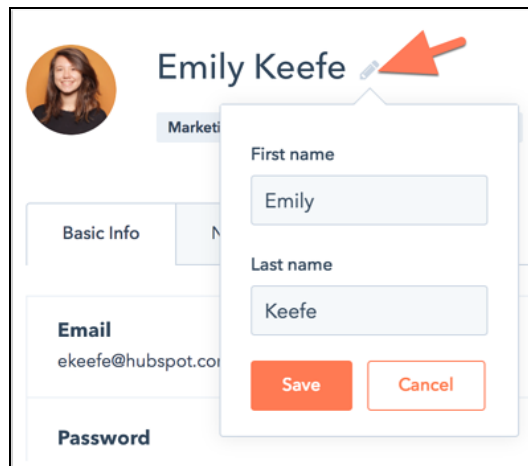 Emily Keefe
Marketi
First name
Emily
Basic Info
N
Last name
Keefe
Email
ekeefe@hubspot.co
Save
Cancel
Password